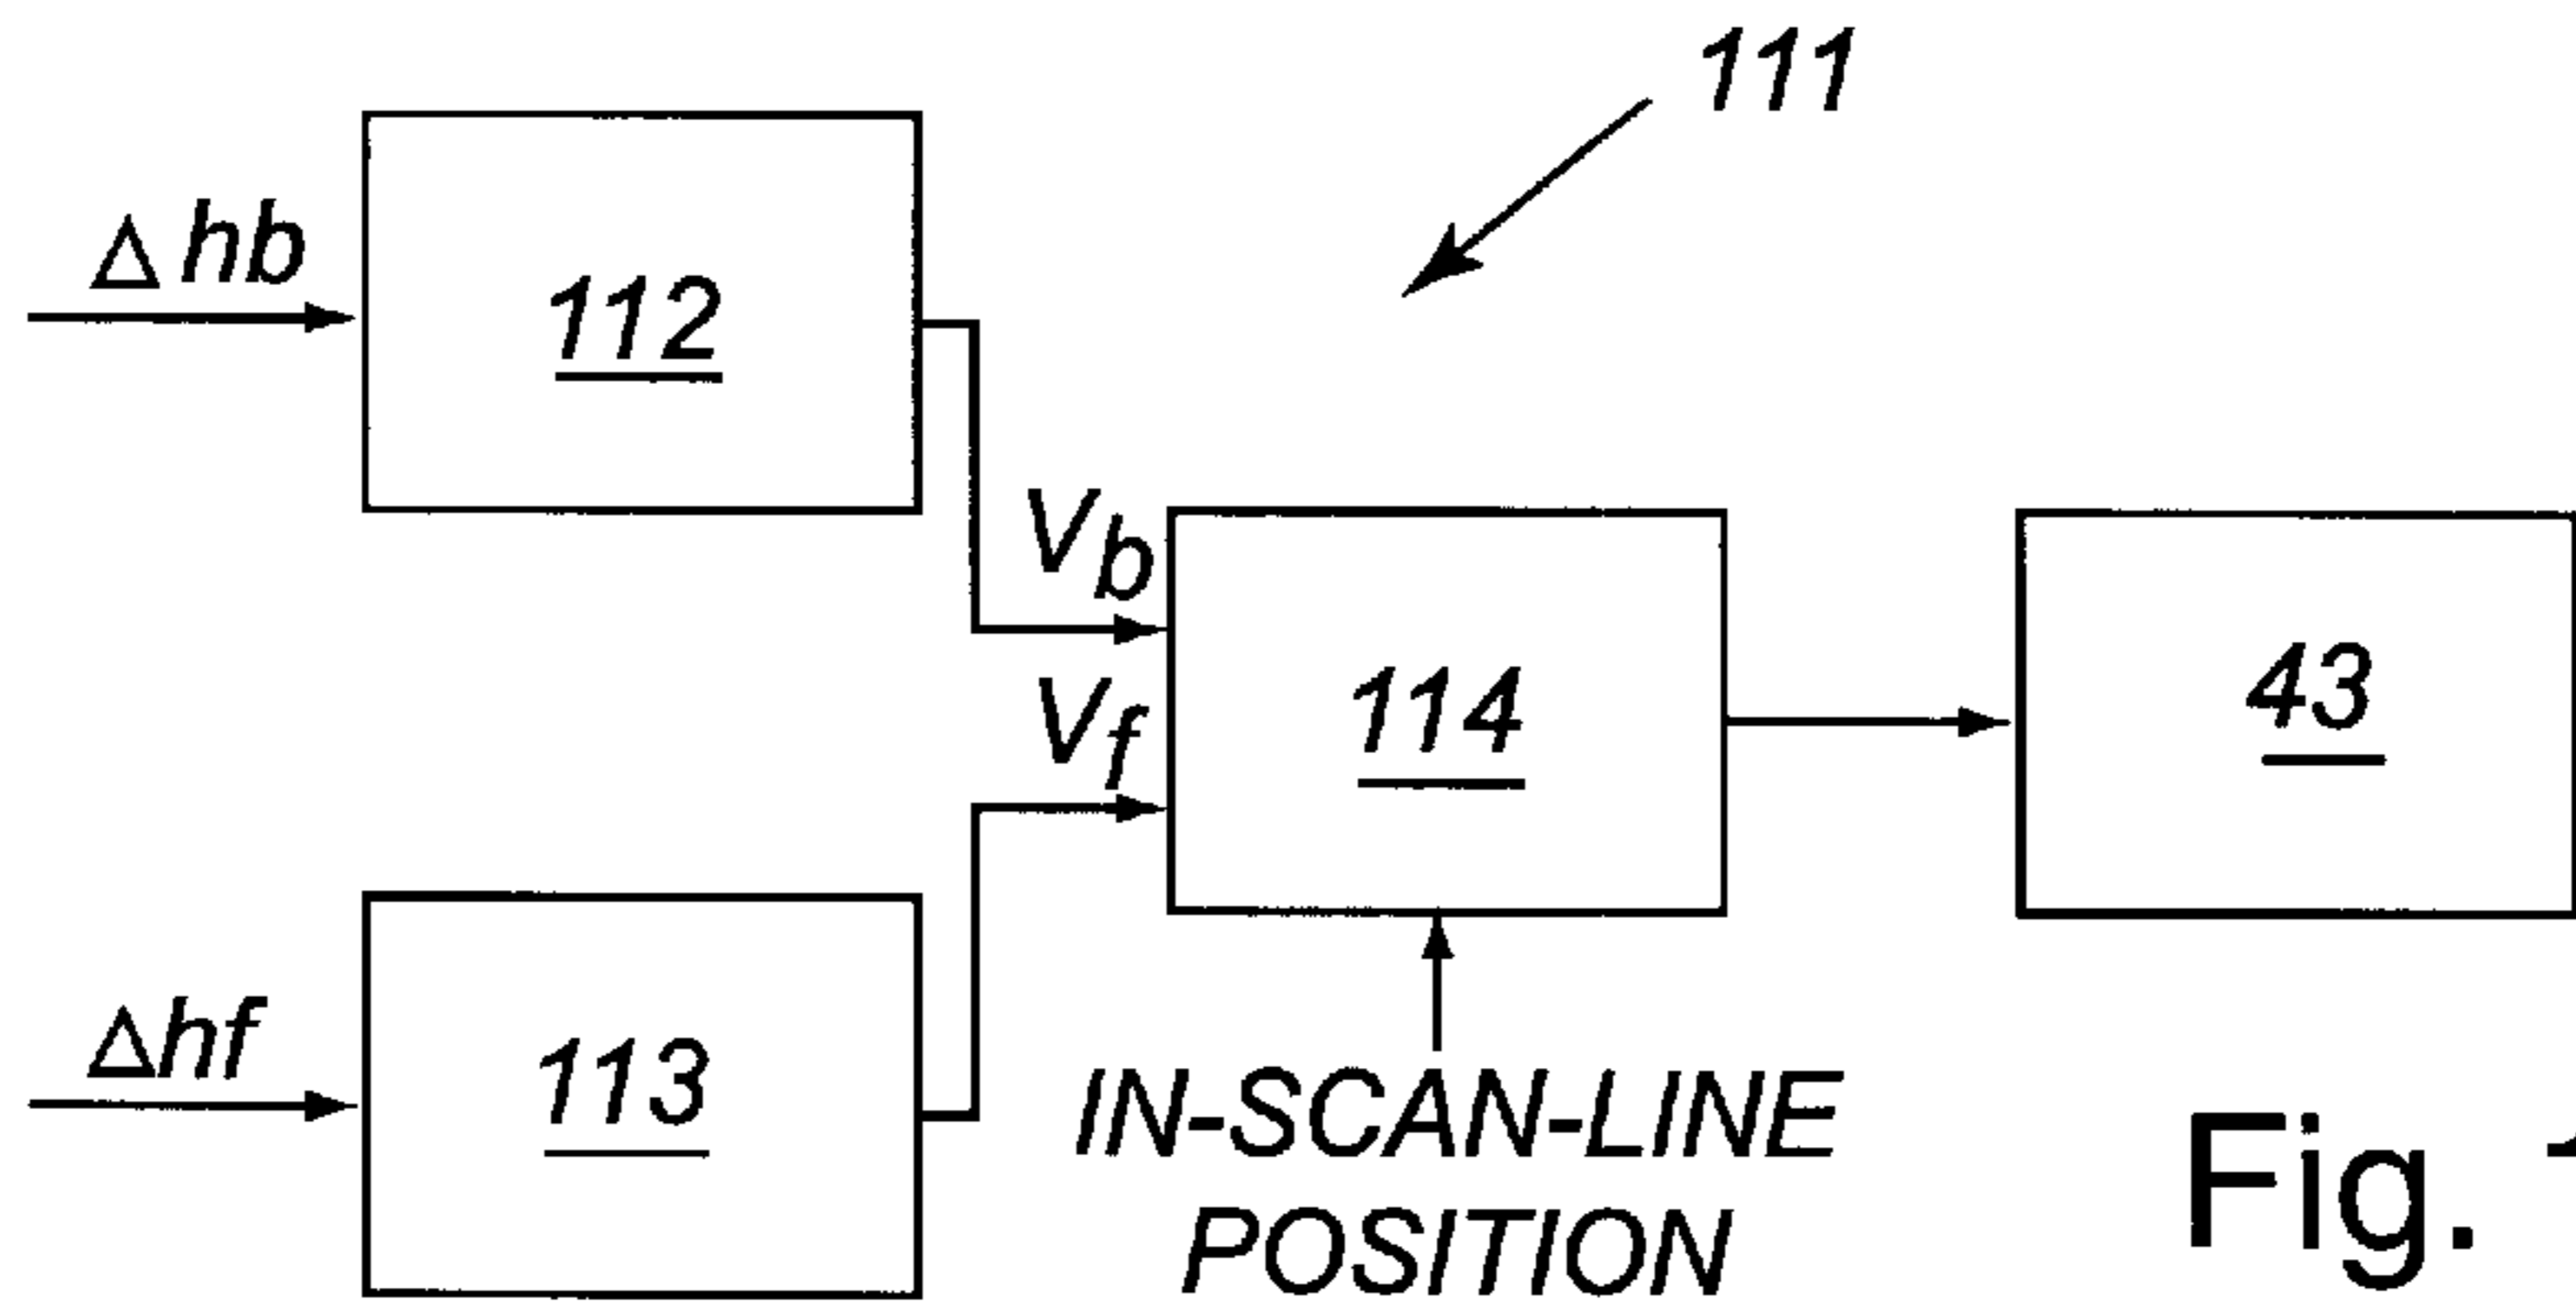 111
Δhb
112
Vb
Vf
114
43
Δhf
113
IN-SCAN-LINE
POSITION
Fig.